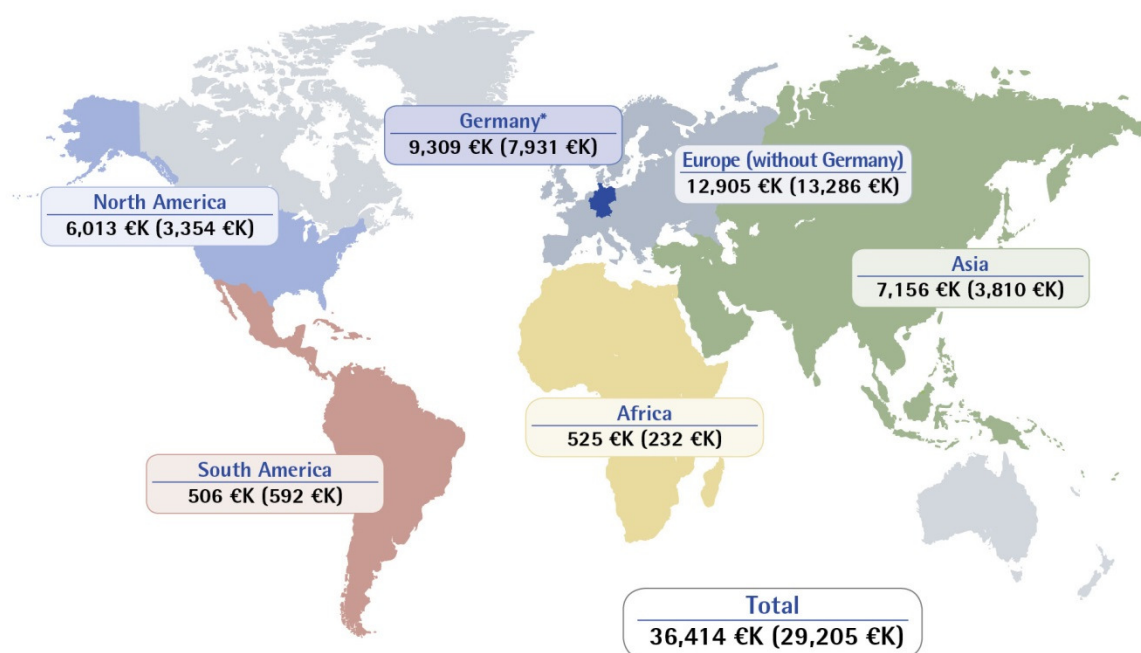 Germany*
9,309 €K (7,931 €K)
Europe (without Germany)
12,905 €K (13,286 €K)
North America
6,013 €K (3,354 €K)
Asia
7,156 €K (3,810 €K)
Africa
525 €K (232 €K)
South America
506 €K (592 €K)
Total
36,414 €K (29,205 €K)